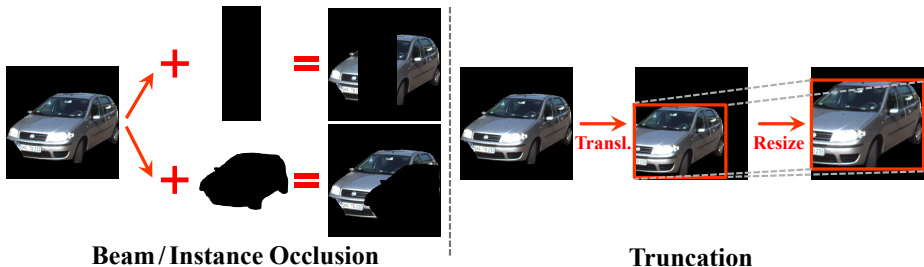 Transl.
Resize
Beam / Instance Occlusion
Truncation